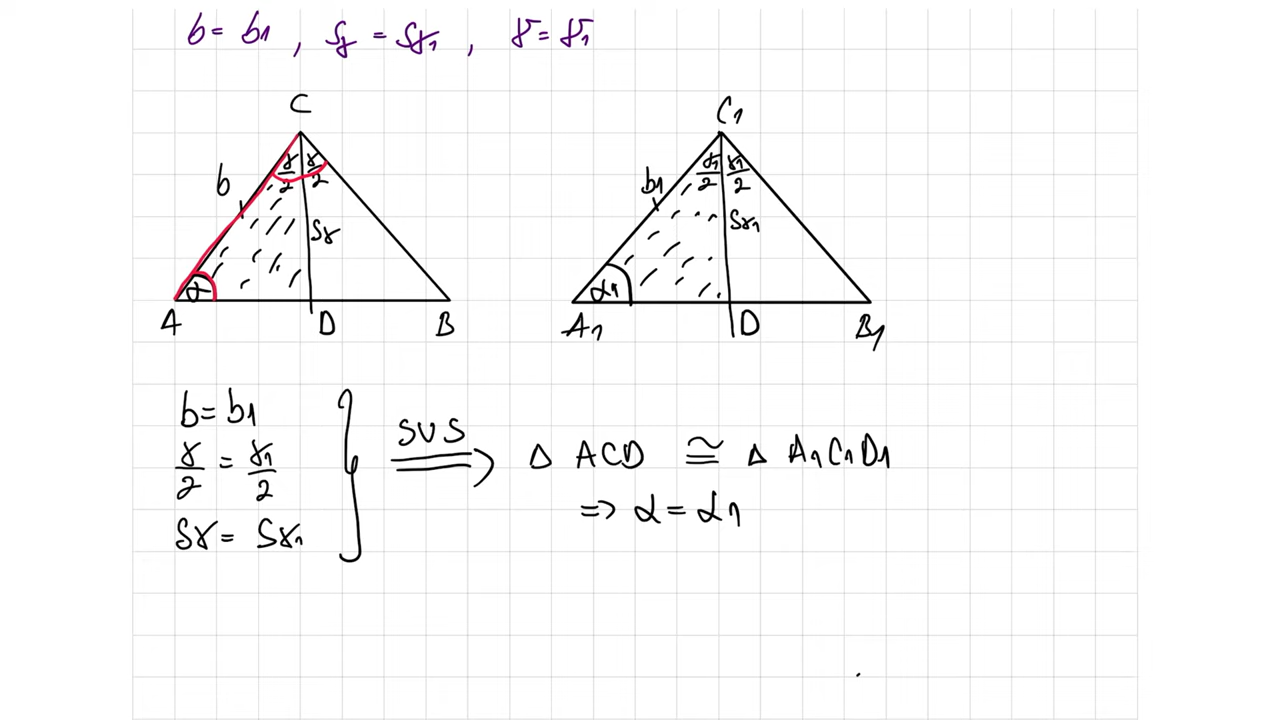 b = b1 , Sγ = Sγ1 , γ = γ1
C C1
γ/2 γ/2 γ1/2 γ1/2
b b1
Sγ Sγ1
α α1
A D B A1 D B1
b = b1
γ/2 = γ1/2
Sγ = Sγ1
SUS
⟹ Δ ACD ≅ Δ A1C1D1
=> α = α1